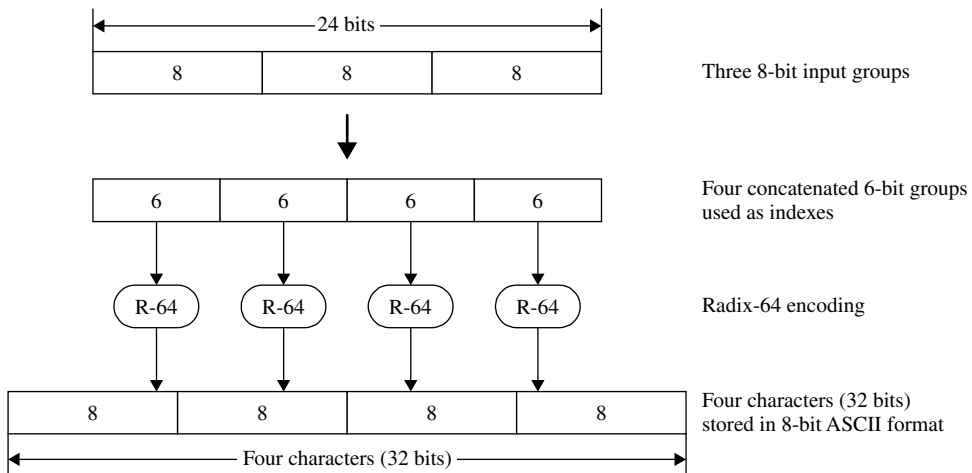 24 bits
8 8 8 Three 8-bit input groups
6 6 6 6 Four concatenated 6-bit groups
used as indexes
R-64 R-64 R-64 R-64 Radix-64 encoding
8 8 8 8 Four characters (32 bits)
stored in 8-bit ASCII format
Four characters (32 bits)